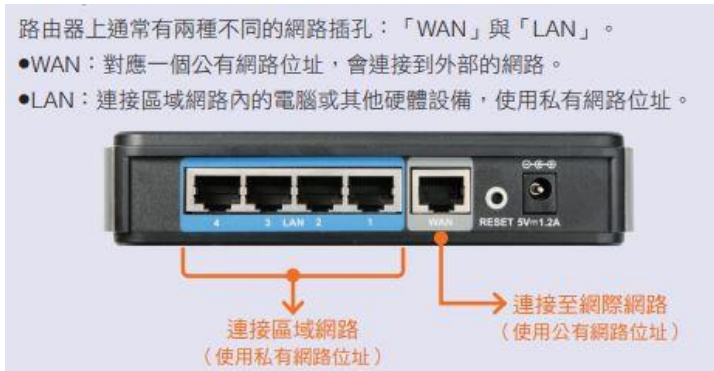 路由器上通常有兩種不同的網路插孔：「WAN」與「LAN」。
●WAN：對應一個公有網路位址，會連接到外部的網路。
●LAN：連接區域網路內的電腦或其他硬體設備，使用私有網路位址。
4 3 LAN 2 1 WAN RESET 5V⎓1.2A
連接區域網路
（使用私有網路位址）
連接至網際網路
（使用公有網路位址）